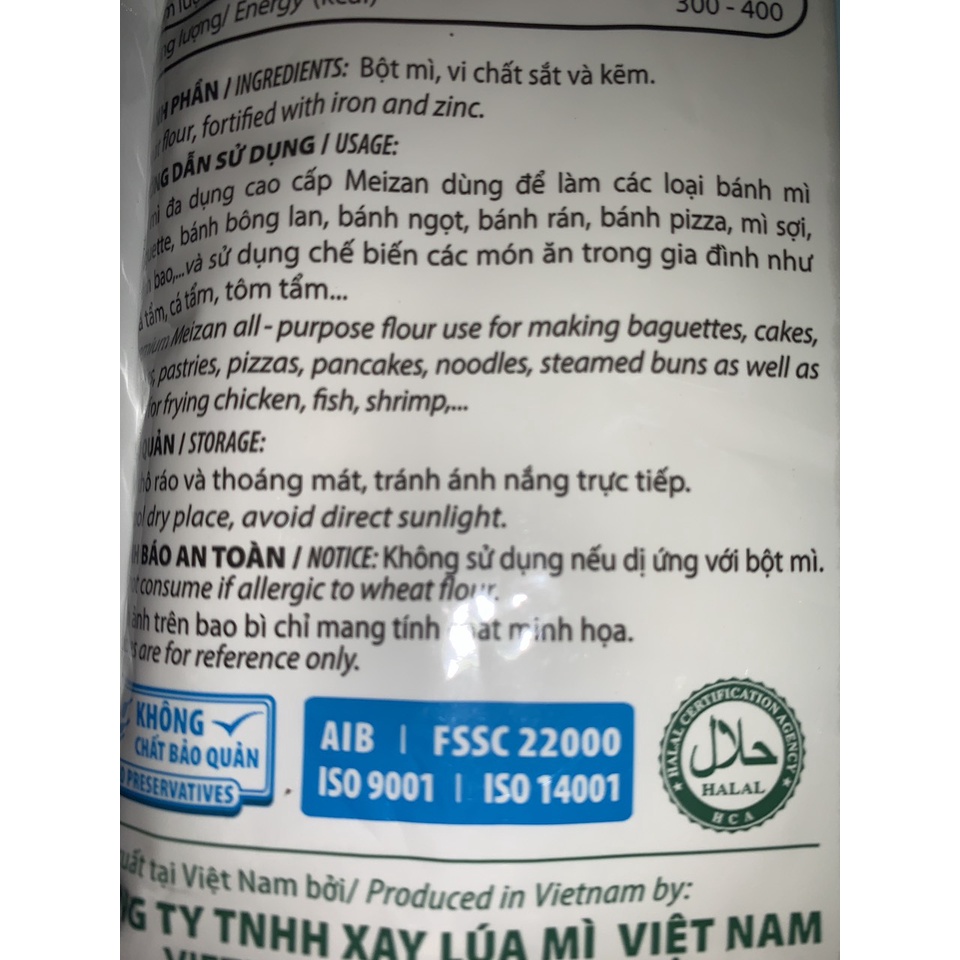 lượng/ Energy (Kcal) 300 - 400
PHẦN / INGREDIENTS: Bột mì, vi chất sắt và kẽm.
flour, fortified with iron and zinc.
DẪN SỬ DỤNG / USAGE:
đa dụng cao cấp Meizan dùng để làm các loại bánh mì
bánh bông lan, bánh ngọt, bánh rán, bánh pizza, mì sợi,
bao,...và sử dụng chế biến các món ăn trong gia đình như
tẩm, cá tẩm, tôm tẩm...
Meizan all - purpose flour use for making baguettes, cakes,
pastries, pizzas, pancakes, noodles, steamed buns as well as
for frying chicken, fish, shrimp,...
QUẢN / STORAGE:
ráo và thoáng mát, tránh ánh nắng trực tiếp.
dry place, avoid direct sunlight.
BÁO AN TOÀN / NOTICE: Không sử dụng nếu dị ứng với bột mì.
consume if allergic to wheat flour.
ảnh trên bao bì chỉ mang tính minh họa.
are for reference only.
KHÔNG
CHẤT BẢO QUẢN
PRESERVATIVES
AIB | FSSC 22000
ISO 9001 | ISO 14001
HALAL CERTIFICATION AGENCY
حلال
HALAL
HCA
tại Việt Nam bởi/ Produced in Vietnam by:
TY TNHH XAY LÚA MÌ VIỆT NAM